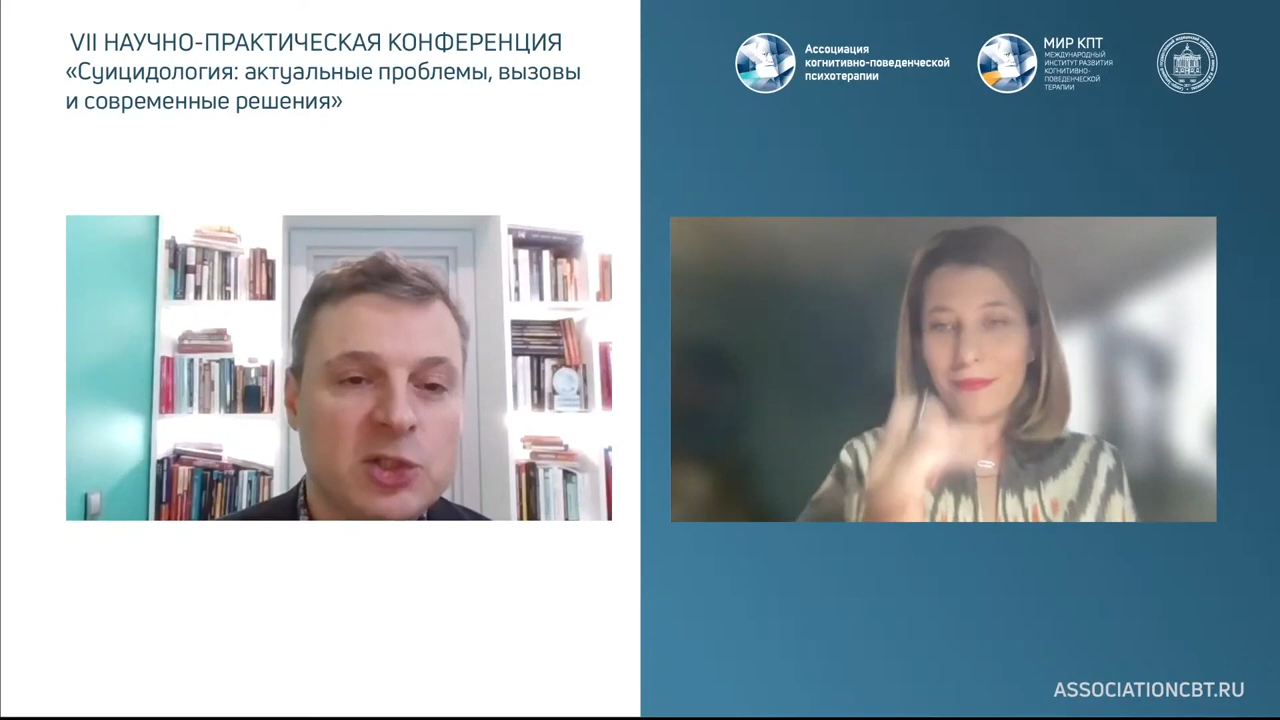 VII НАУЧНО-ПРАКТИЧЕСКАЯ КОНФЕРЕНЦИЯ
«Суицидология: актуальные проблемы, вызовы
и современные решения»
Ассоциация
когнитивно-поведенческой
психотерапии
МИР КПТ
МЕЖДУНАРОДНЫЙ
ИНСТИТУТ РАЗВИТИЯ
КОГНИТИВНО-
ПОВЕДЕНЧЕСКОЙ
ТЕРАПИИ
ASSOCIATIONCBT.RU